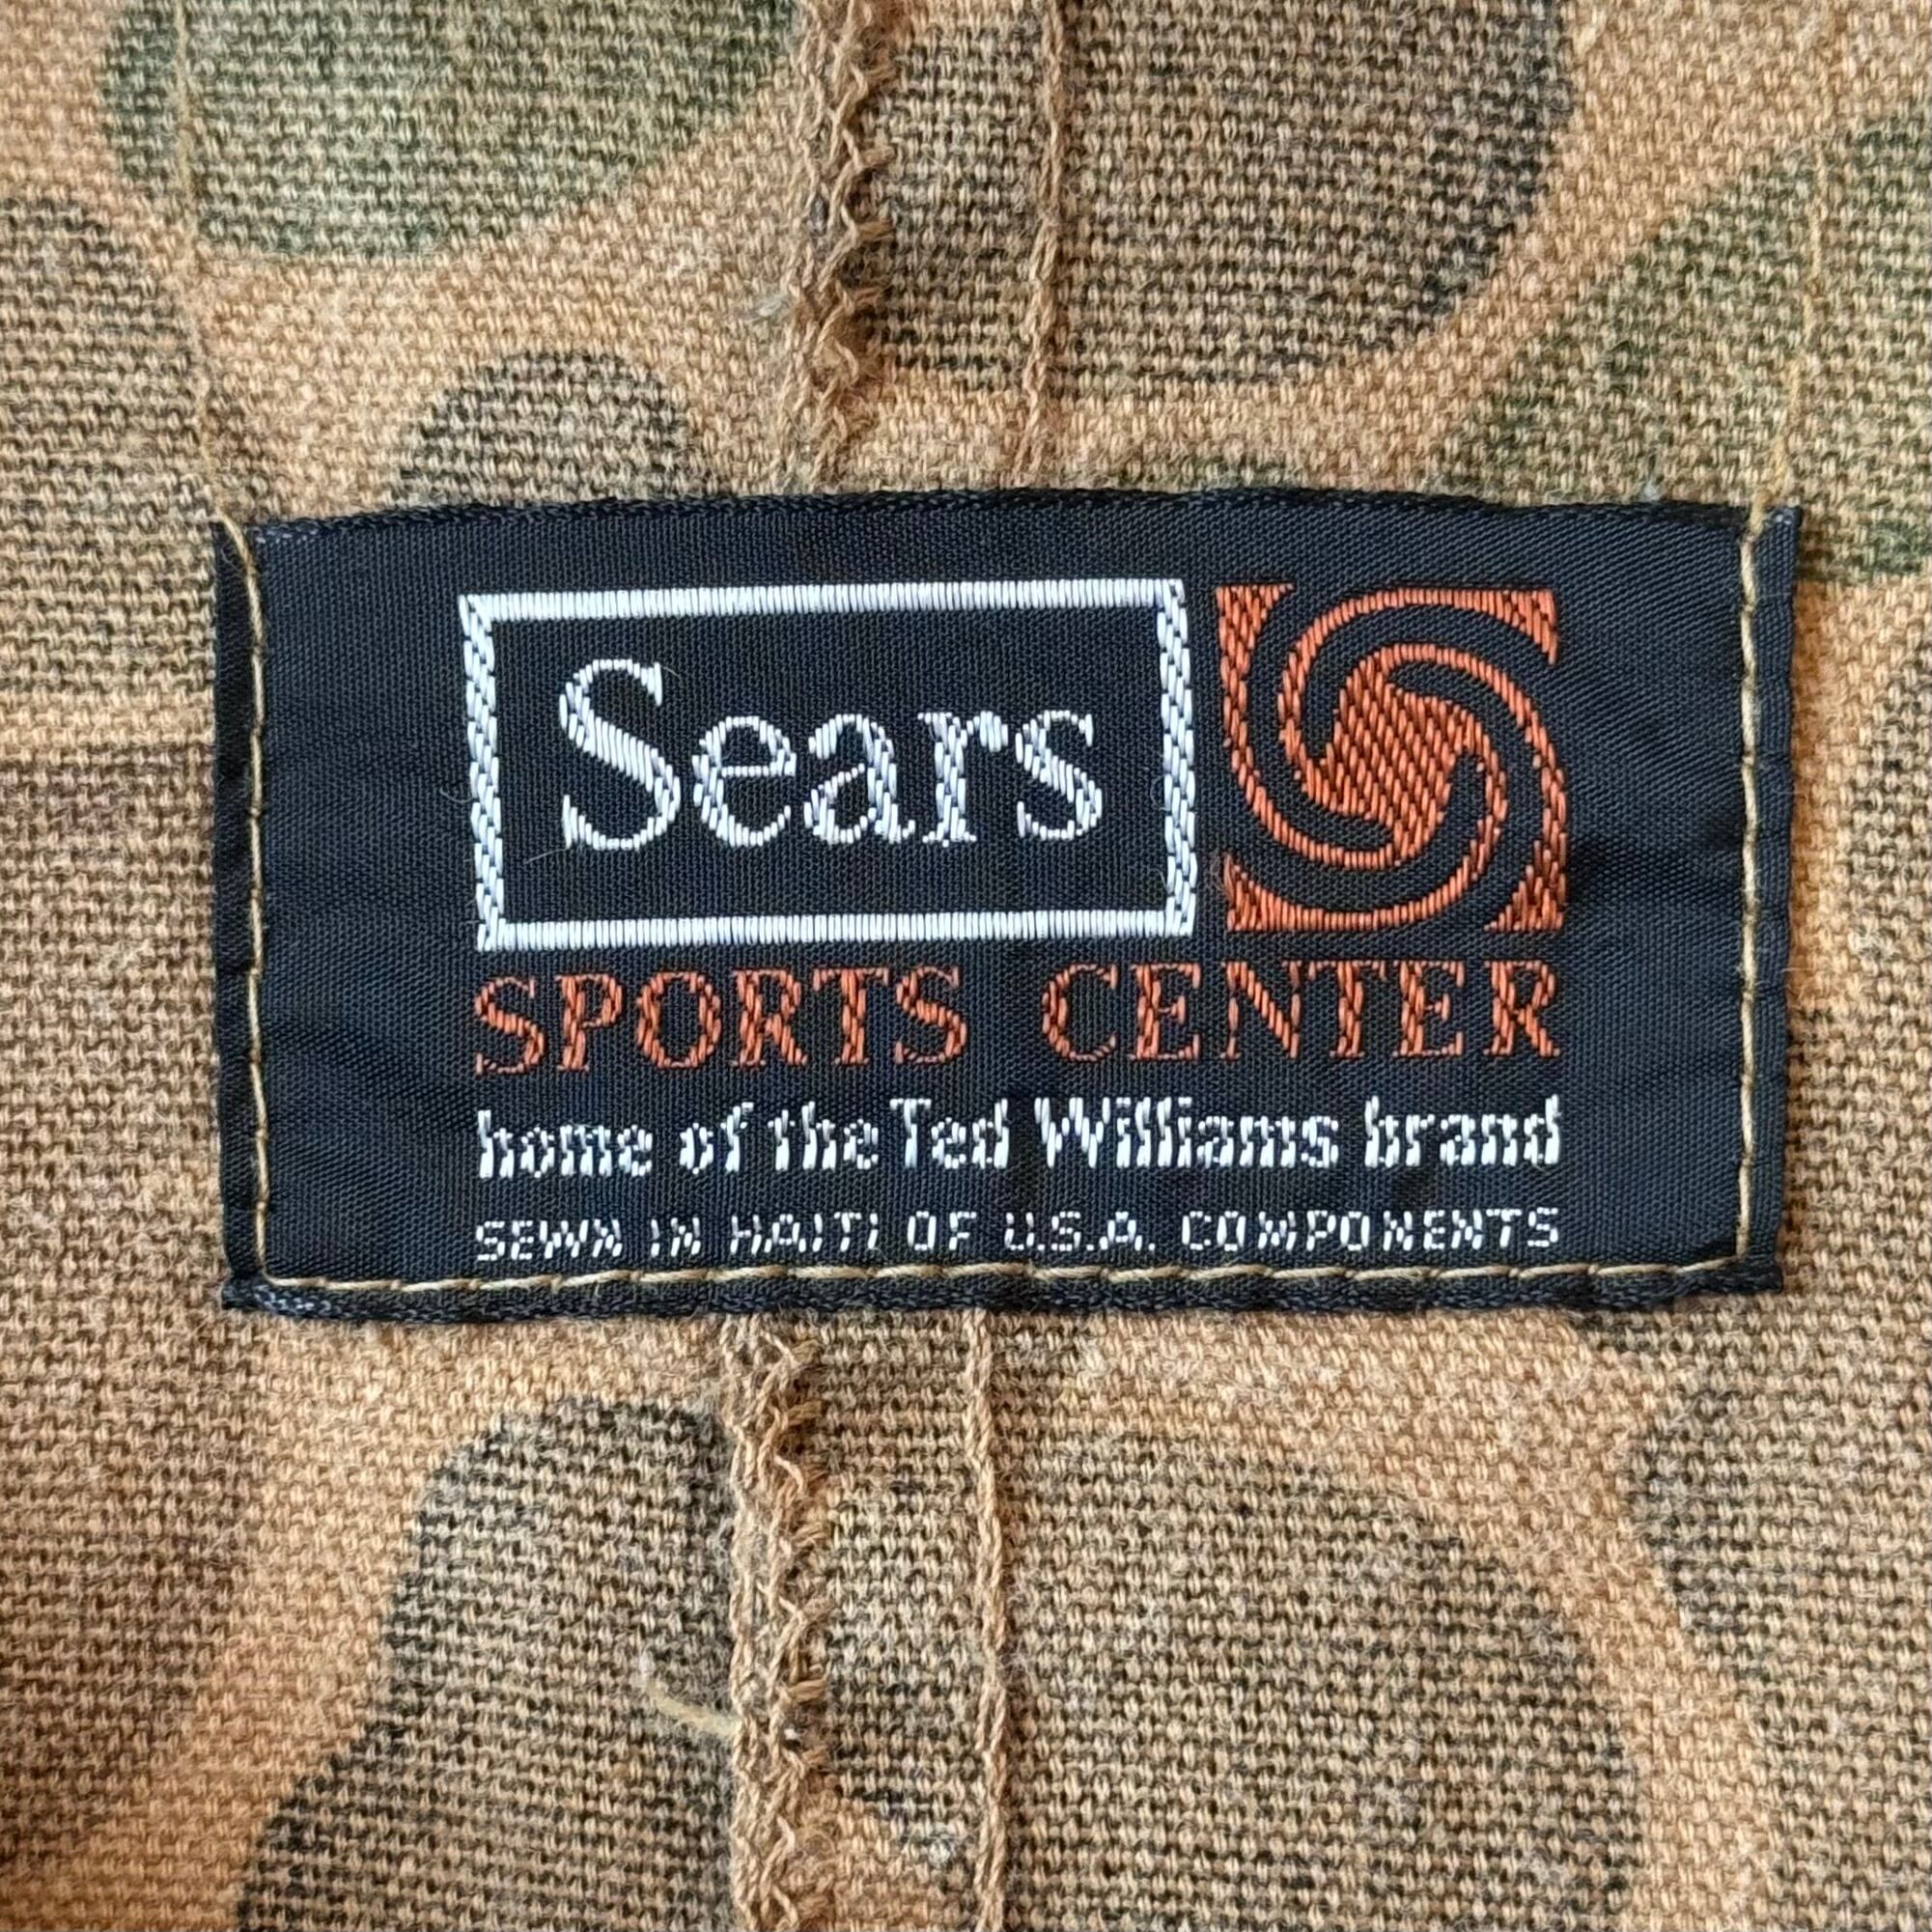 Sears
SPORTS CENTER
home of the Ted Williams brand
SEWN IN HAITI OF U.S.A. COMPONENTS